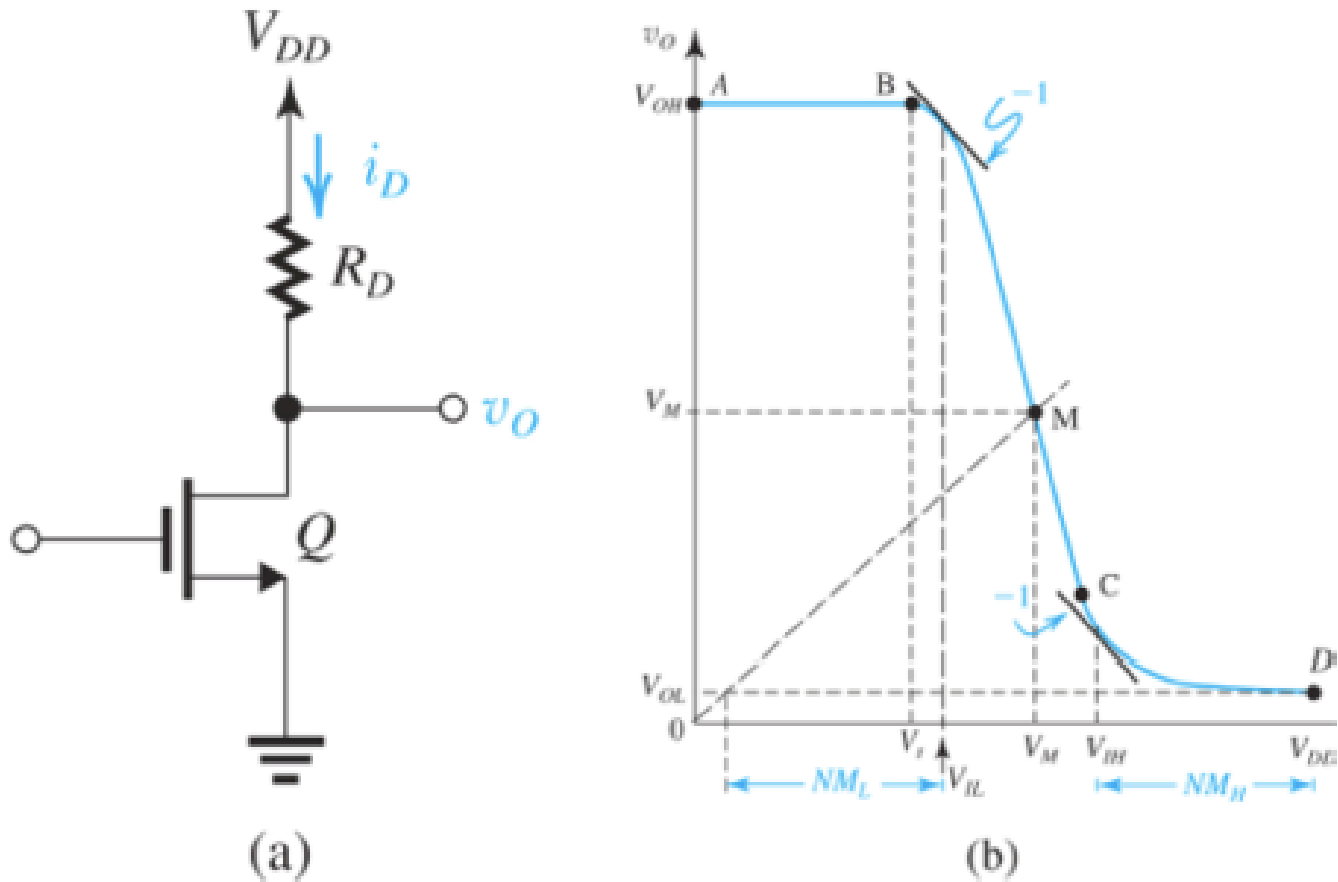 V_DD
i_D
R_D
v_O
Q
(a)
v_O
V_OH
A
B
-1
V_M
M
C
-1
V_OL
D
0
V_t
V_IL
V_M
V_IH
NM_L
NM_H
(b)